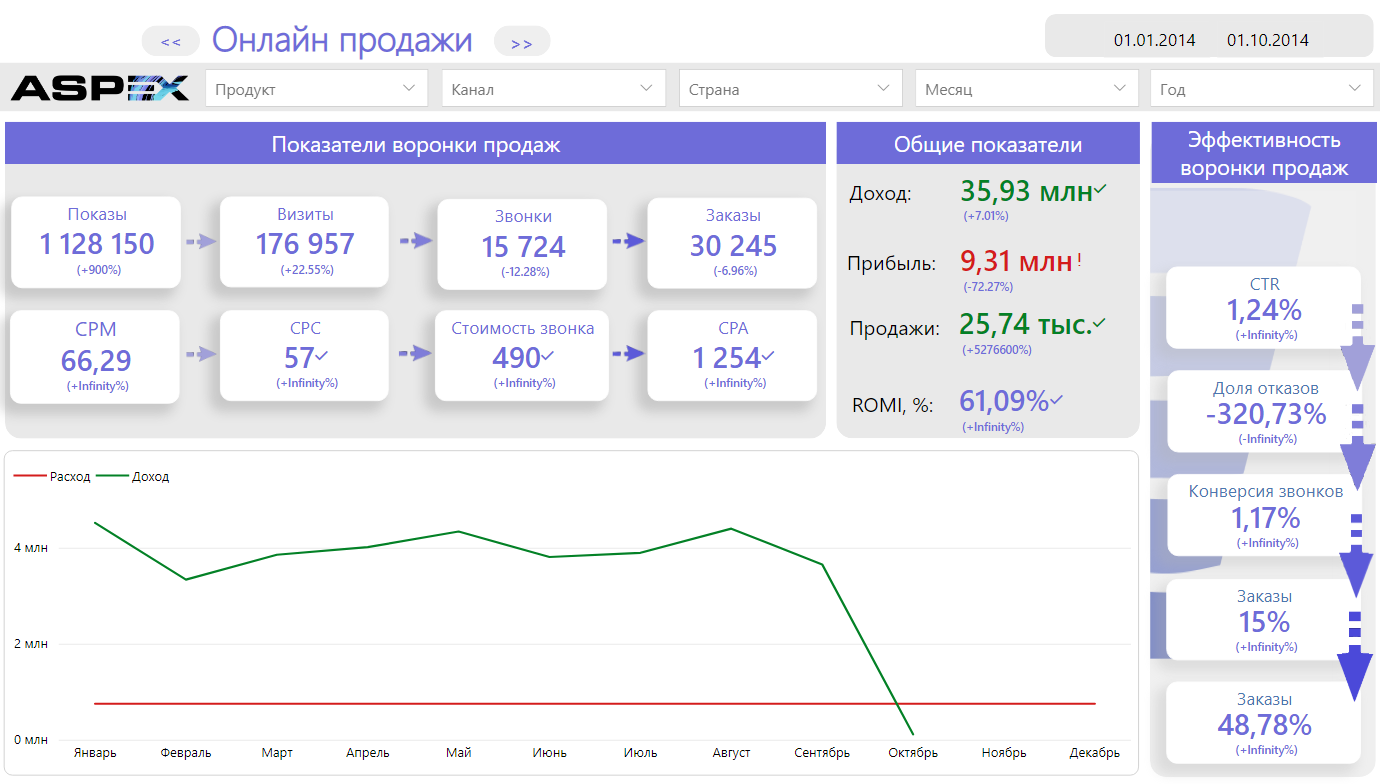 <<
Онлайн продажи
>>
01.01.2014
01.10.2014
ASPEX
Продукт
Канал
Страна
Месяц
Год
Показатели воронки продаж
Показы
1 128 150
(+900%)
Визиты
176 957
(+22.55%)
Звонки
15 724
(-12.28%)
Заказы
30 245
(-6.96%)
CPM
66,29
(+Infinity%)
CPC
57✓
(+Infinity%)
Стоимость звонка
490✓
(+Infinity%)
CPA
1 254✓
(+Infinity%)
Общие показатели
Доход:
35,93 млн✓
(+7.01%)
Прибыль:
9,31 млн!
(-72.27%)
Продажи:
25,74 тыс.✓
(+5276600%)
ROMI, %:
61,09%✓
(+Infinity%)
Эффективность
воронки продаж
CTR
1,24%
(+Infinity%)
Доля отказов
-320,73%
(-Infinity%)
Конверсия звонков
1,17%
(+Infinity%)
Заказы
15%
(+Infinity%)
Заказы
48,78%
(+Infinity%)
Расход
Доход
4 млн
2 млн
0 млн
Январь
Февраль
Март
Апрель
Май
Июнь
Июль
Август
Сентябрь
Октябрь
Ноябрь
Декабрь